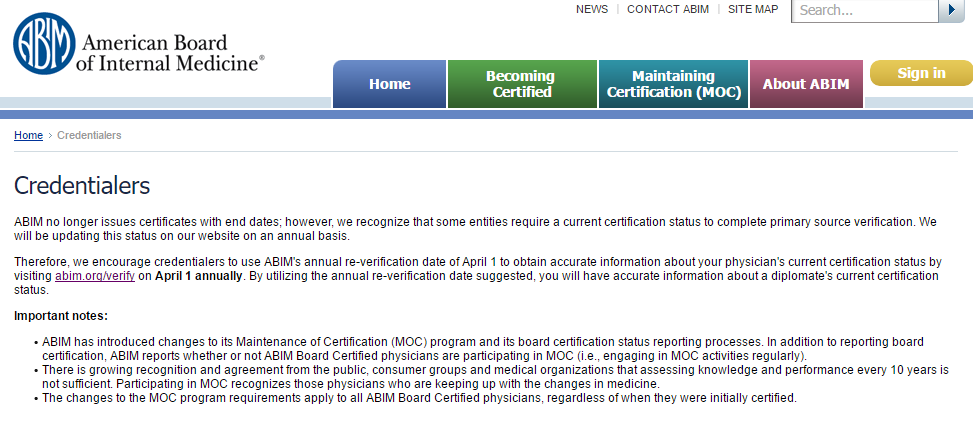 NEWS | CONTACT ABIM | SITE MAP
Search...
ABIM
American Board
of Internal Medicine®
Home
Becoming
Certified
Maintaining
Certification (MOC)
About ABIM
Sign in
Home > Credentialers
Credentialers
ABIM no longer issues certificates with end dates; however, we recognize that some entities require a current certification status to complete primary source verification. We
will be updating this status on our website on an annual basis.
Therefore, we encourage credentialers to use ABIM's annual re-verification date of April 1 to obtain accurate information about your physician's current certification status by
visiting abim.org/verify on April 1 annually. By utilizing the annual re-verification date suggested, you will have accurate information about a diplomate's current certification
status.
Important notes:
• ABIM has introduced changes to its Maintenance of Certification (MOC) program and its board certification status reporting processes. In addition to reporting board
certification, ABIM reports whether or not ABIM Board Certified physicians are participating in MOC (i.e., engaging in MOC activities regularly).
• There is growing recognition and agreement from the public, consumer groups and medical organizations that assessing knowledge and performance every 10 years is
not sufficient. Participating in MOC recognizes those physicians who are keeping up with the changes in medicine.
• The changes to the MOC program requirements apply to all ABIM Board Certified physicians, regardless of when they were initially certified.